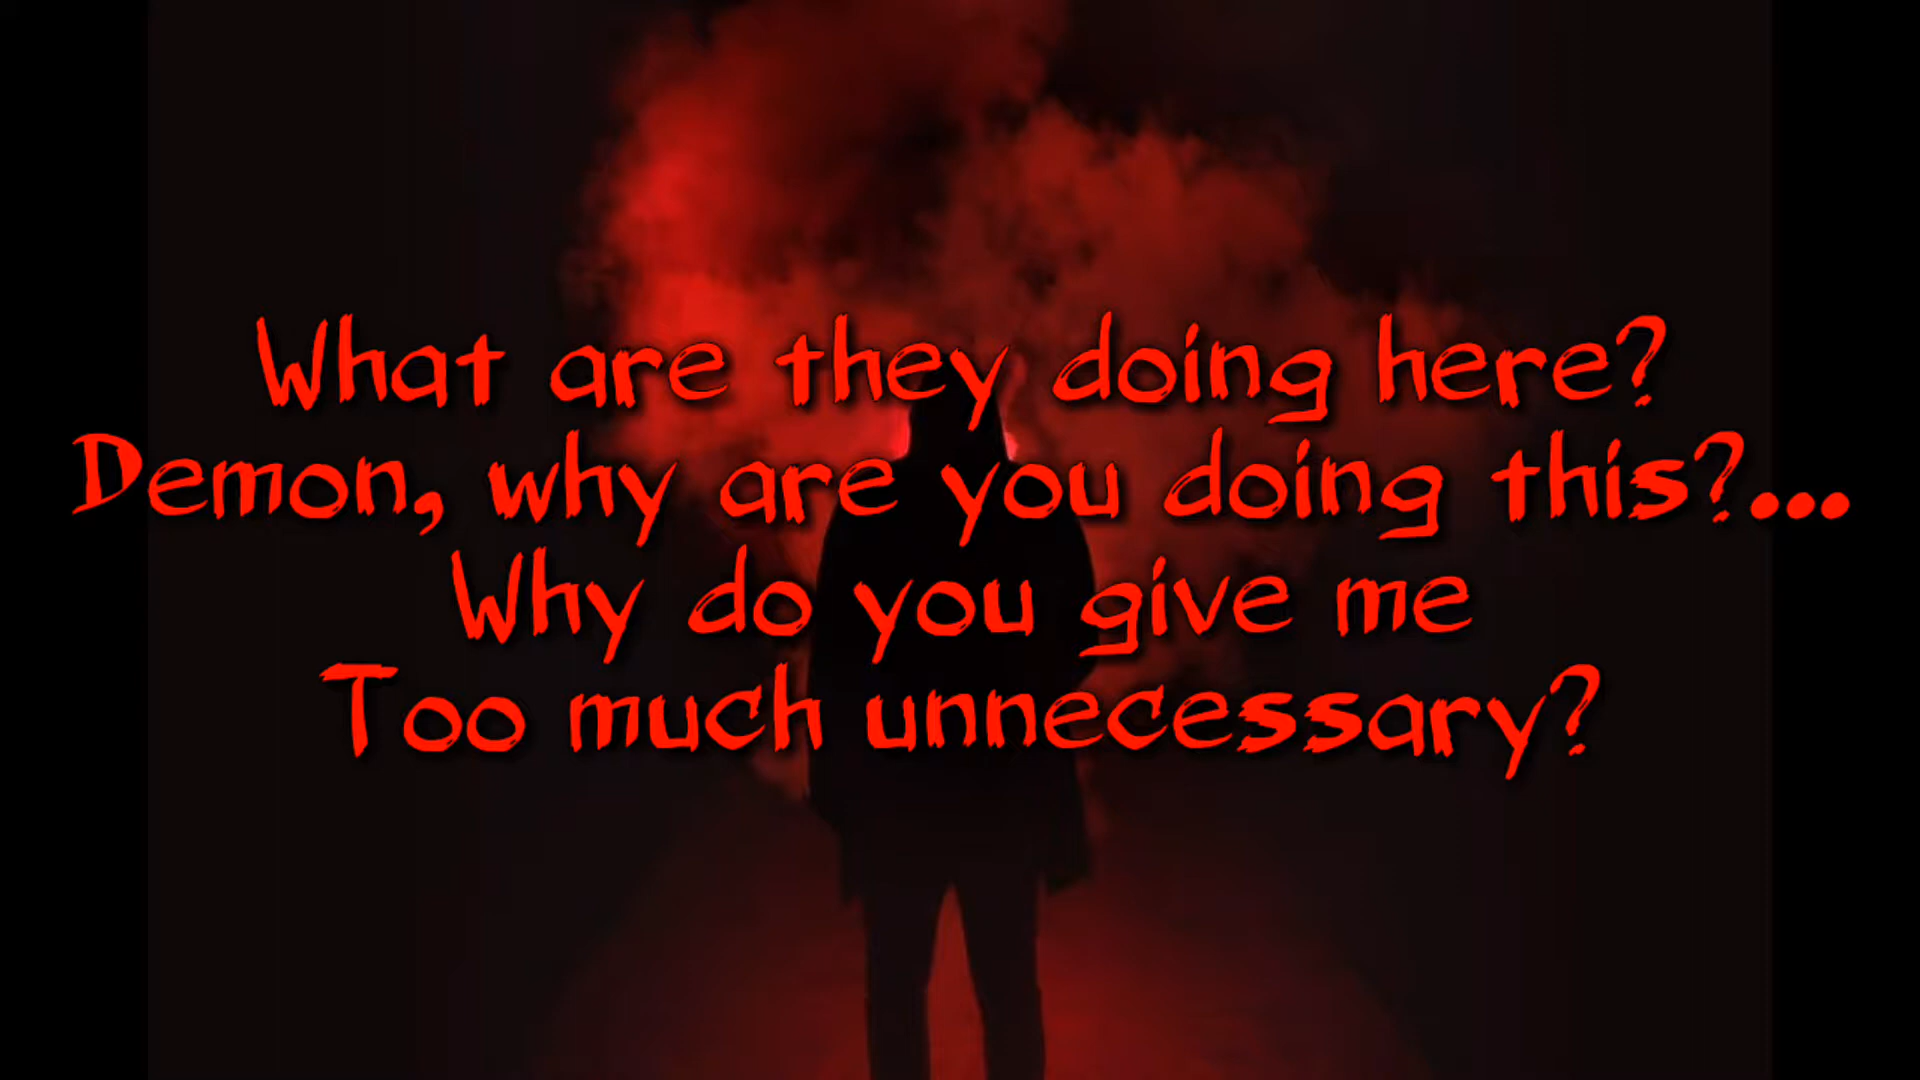 What are they doing here?
Demon, why are you doing this?...
Why do you give me
Too much unnecessary?